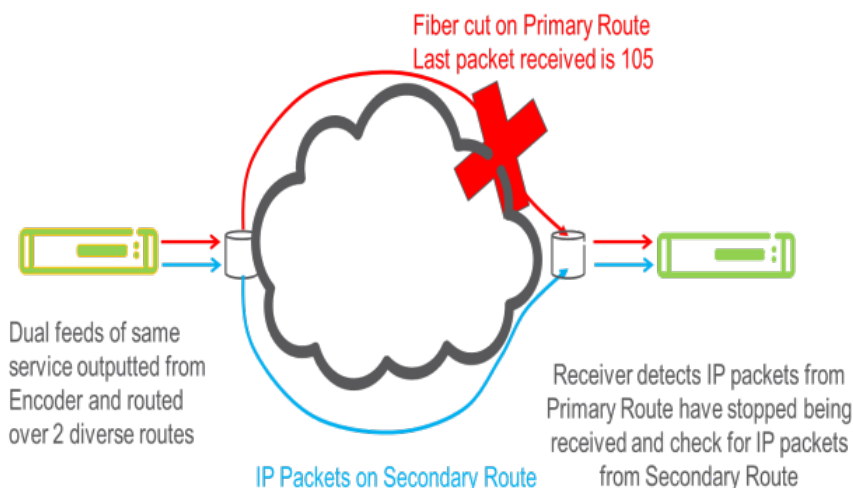 Fiber cut on Primary Route
Last packet received is 105
Dual feeds of same
service outputted from
Encoder and routed
over 2 diverse routes
Receiver detects IP packets from
Primary Route have stopped being
received and check for IP packets
from Secondary Route
IP Packets on Secondary Route